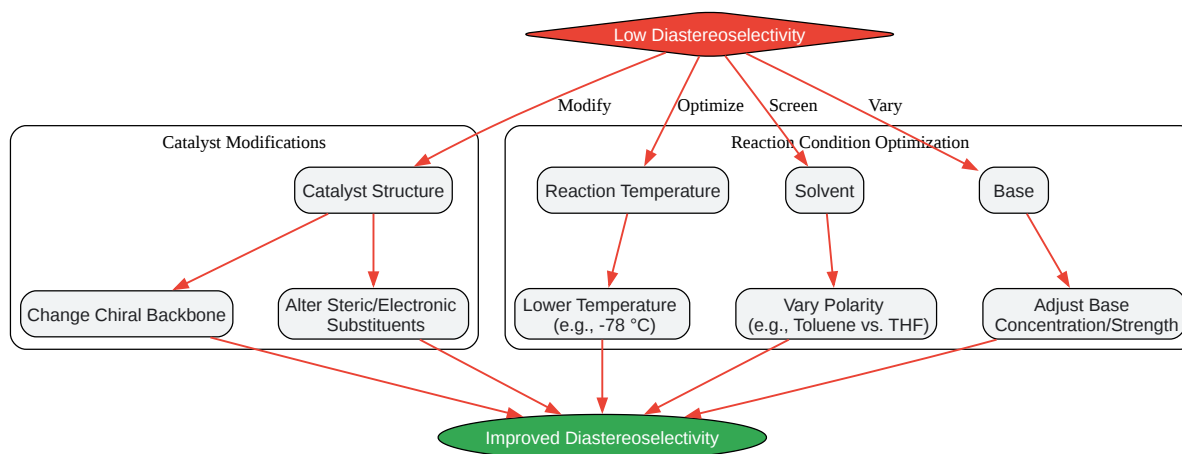 Low Diastereoselectivity
Modify
Optimize
Screen
Vary
Catalyst Modifications
Reaction Condition Optimization
Catalyst Structure
Reaction Temperature
Solvent
Base
Change Chiral Backbone
Alter Steric/Electronic
Substituents
Lower Temperature
(e.g., -78 °C)
Vary Polarity
(e.g., Toluene vs. THF)
Adjust Base
Concentration/Strength
Improved Diastereoselectivity